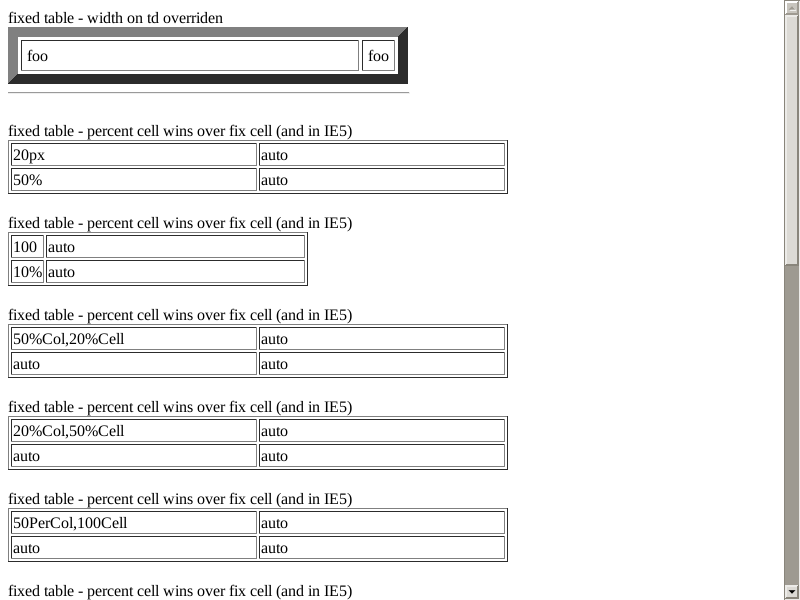 fixed table - width on td overriden
foo foo
fixed table - percent cell wins over fix cell (and in IE5)
20px auto
50% auto
fixed table - percent cell wins over fix cell (and in IE5)
100 auto
10% auto
fixed table - percent cell wins over fix cell (and in IE5)
50%Col,20%Cell auto
auto auto
fixed table - percent cell wins over fix cell (and in IE5)
20%Col,50%Cell auto
auto auto
fixed table - percent cell wins over fix cell (and in IE5)
50PerCol,100Cell auto
auto auto
fixed table - percent cell wins over fix cell (and in IE5)